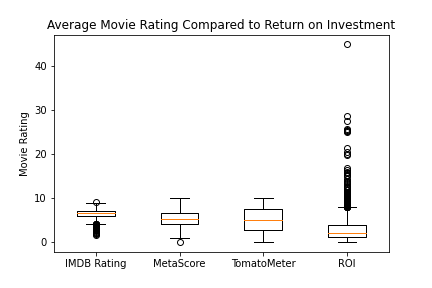 Average Movie Rating Compared to Return on Investment
Movie Rating
40
30
20
10
0
IMDB Rating MetaScore TomatoMeter ROI